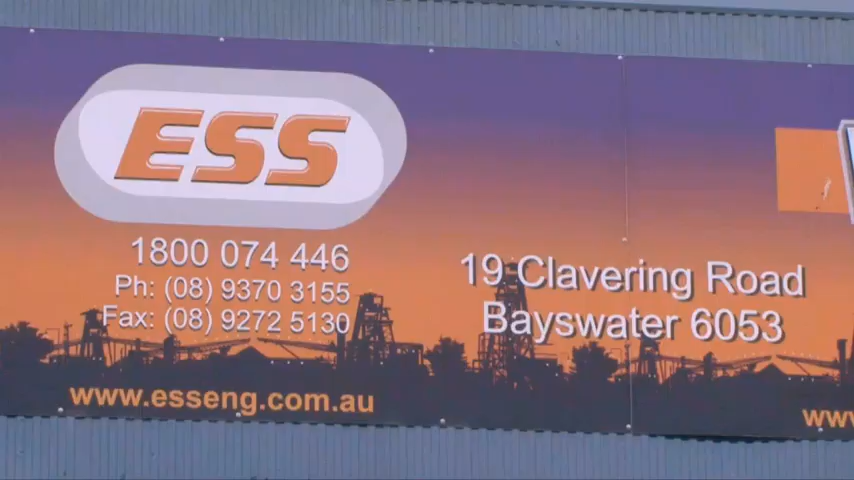 ESS
1800 074 446
Ph: (08) 9370 3155
Fax: (08) 9272 5130
www.esseng.com.au
19 Clavering Road
Bayswater 6053